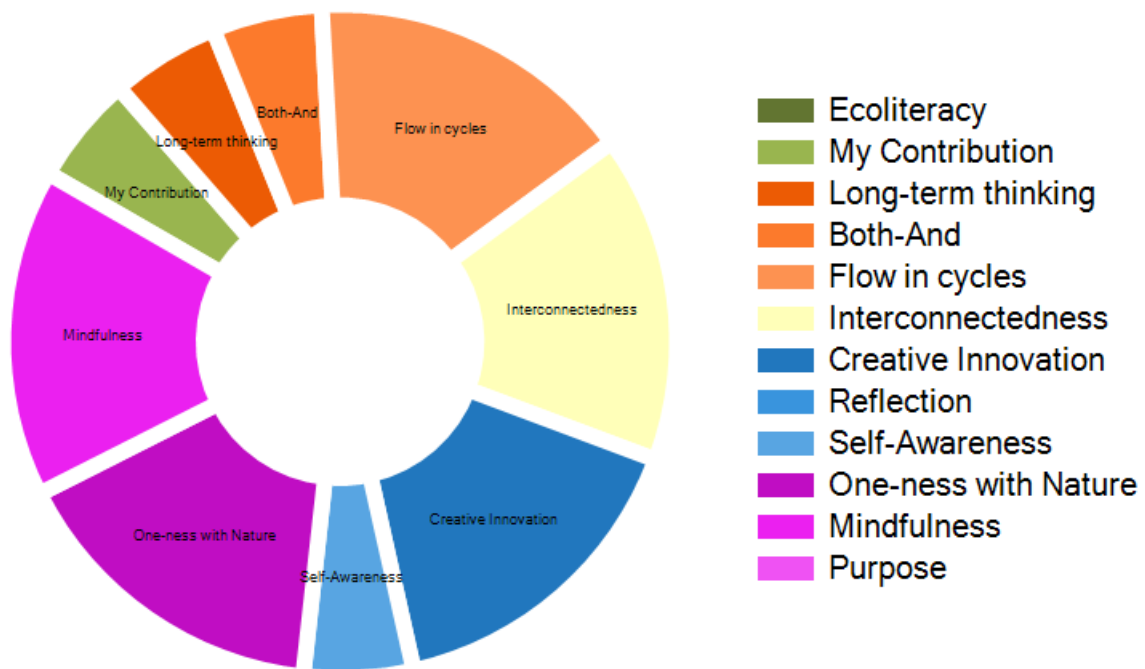 Both-And
Flow in cycles
Long-term thinking
My Contribution
Interconnectedness
Mindfulness
Creative Innovation
One-ness with Nature
Self-Awareness
Ecoliteracy
My Contribution
Long-term thinking
Both-And
Flow in cycles
Interconnectedness
Creative Innovation
Reflection
Self-Awareness
One-ness with Nature
Mindfulness
Purpose